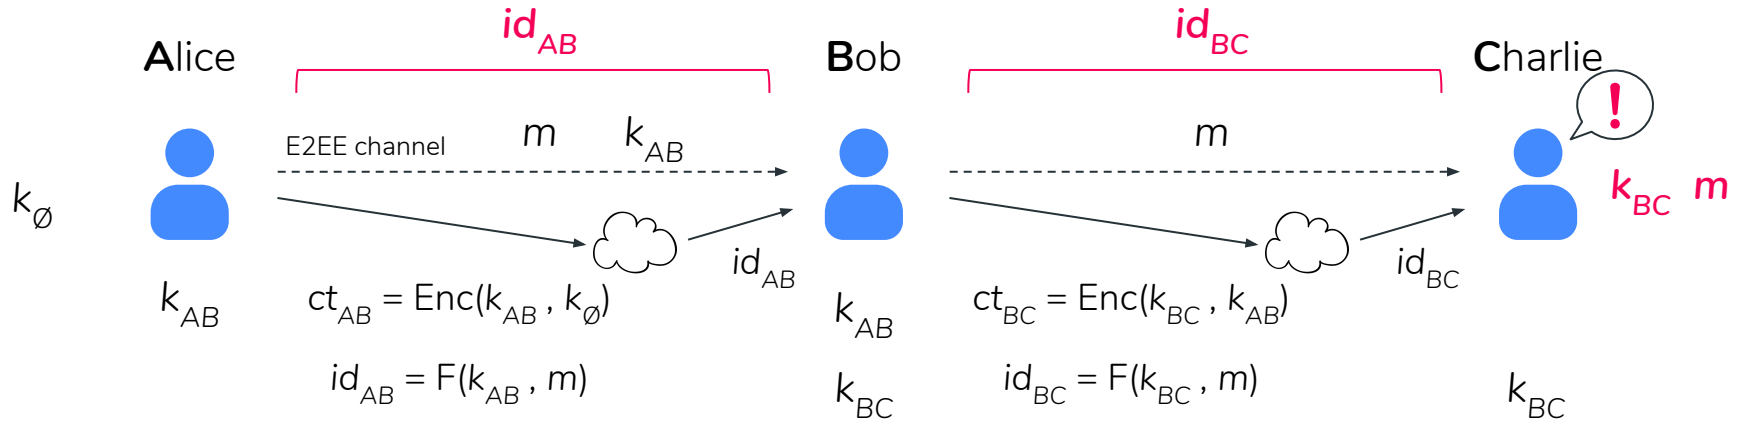 id_AB
id_BC
Alice
Bob
Charlie
!
E2EE channel
m
k_AB
m
k_Ø
k_BC m
id_AB
id_BC
k_AB
ct_AB = Enc(k_AB , k_Ø)
k_AB
ct_BC = Enc(k_BC , k_AB)
id_AB = F(k_AB , m)
k_BC
id_BC = F(k_BC , m)
k_BC